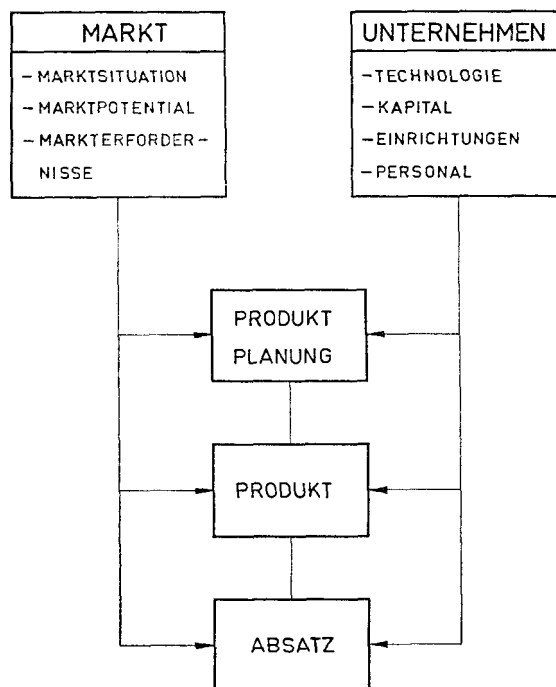 MARKT
-MARKTSITUATION
-MARKTPOTENTIAL
-MARKTERFORDER-
NISSE
UNTERNEHMEN
-TECHNOLOGIE
-KAPITAL
-EINRICHTUNGEN
-PERSONAL
PRODUKT
PLANUNG
PRODUKT
ABSATZ